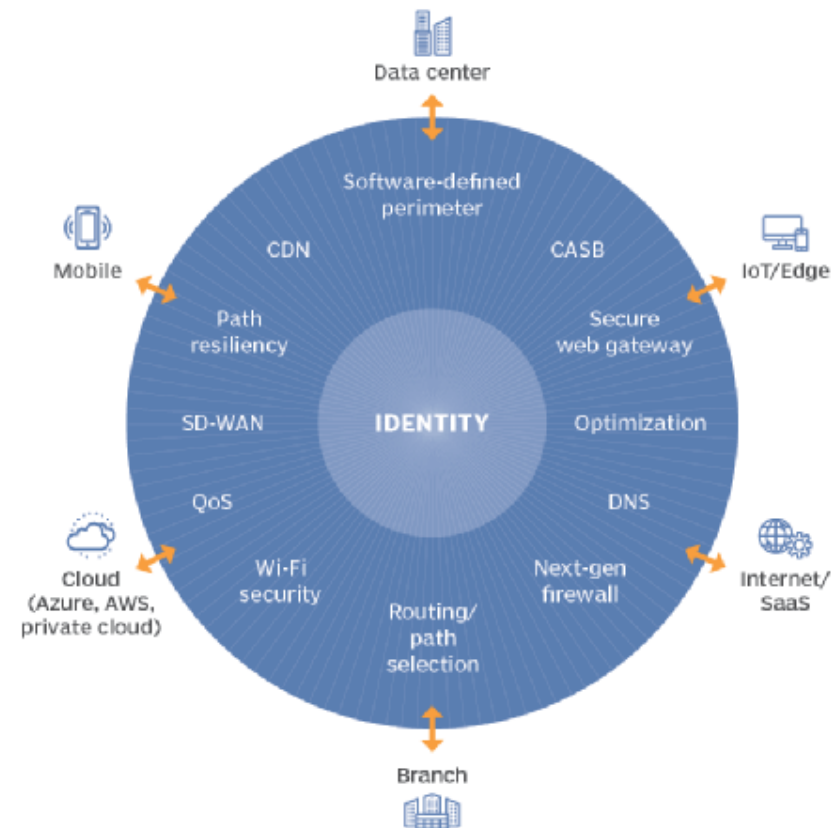 Data center
Software-defined
perimeter
CDN
CASB
Mobile
IoT/Edge
Path
resiliency
Secure
web gateway
SD-WAN
IDENTITY
Optimization
QoS
DNS
Cloud
(Azure, AWS,
private cloud)
Wi-Fi
security
Next-gen
firewall
Internet/
SaaS
Routing/
path
selection
Branch